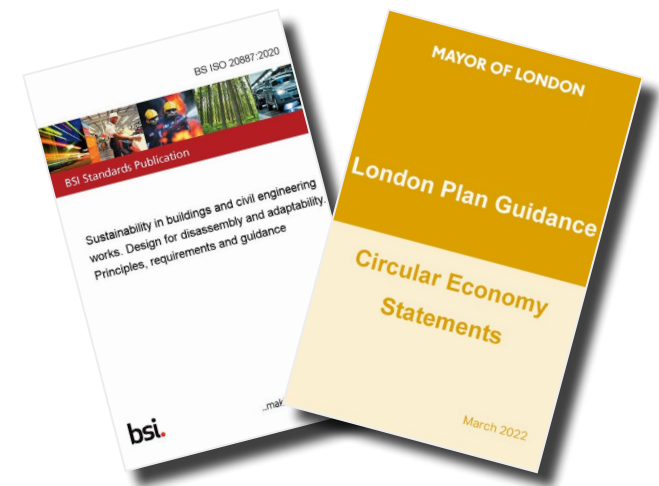 BS ISO 20887:2020
BSI Standards Publication
Sustainability in buildings and civil engineering
works. Design for disassembly and adaptability.
Principles, requirements and guidance
bsi.
MAYOR OF LONDON
London Plan Guidance
Circular Economy
Statements
March 2022